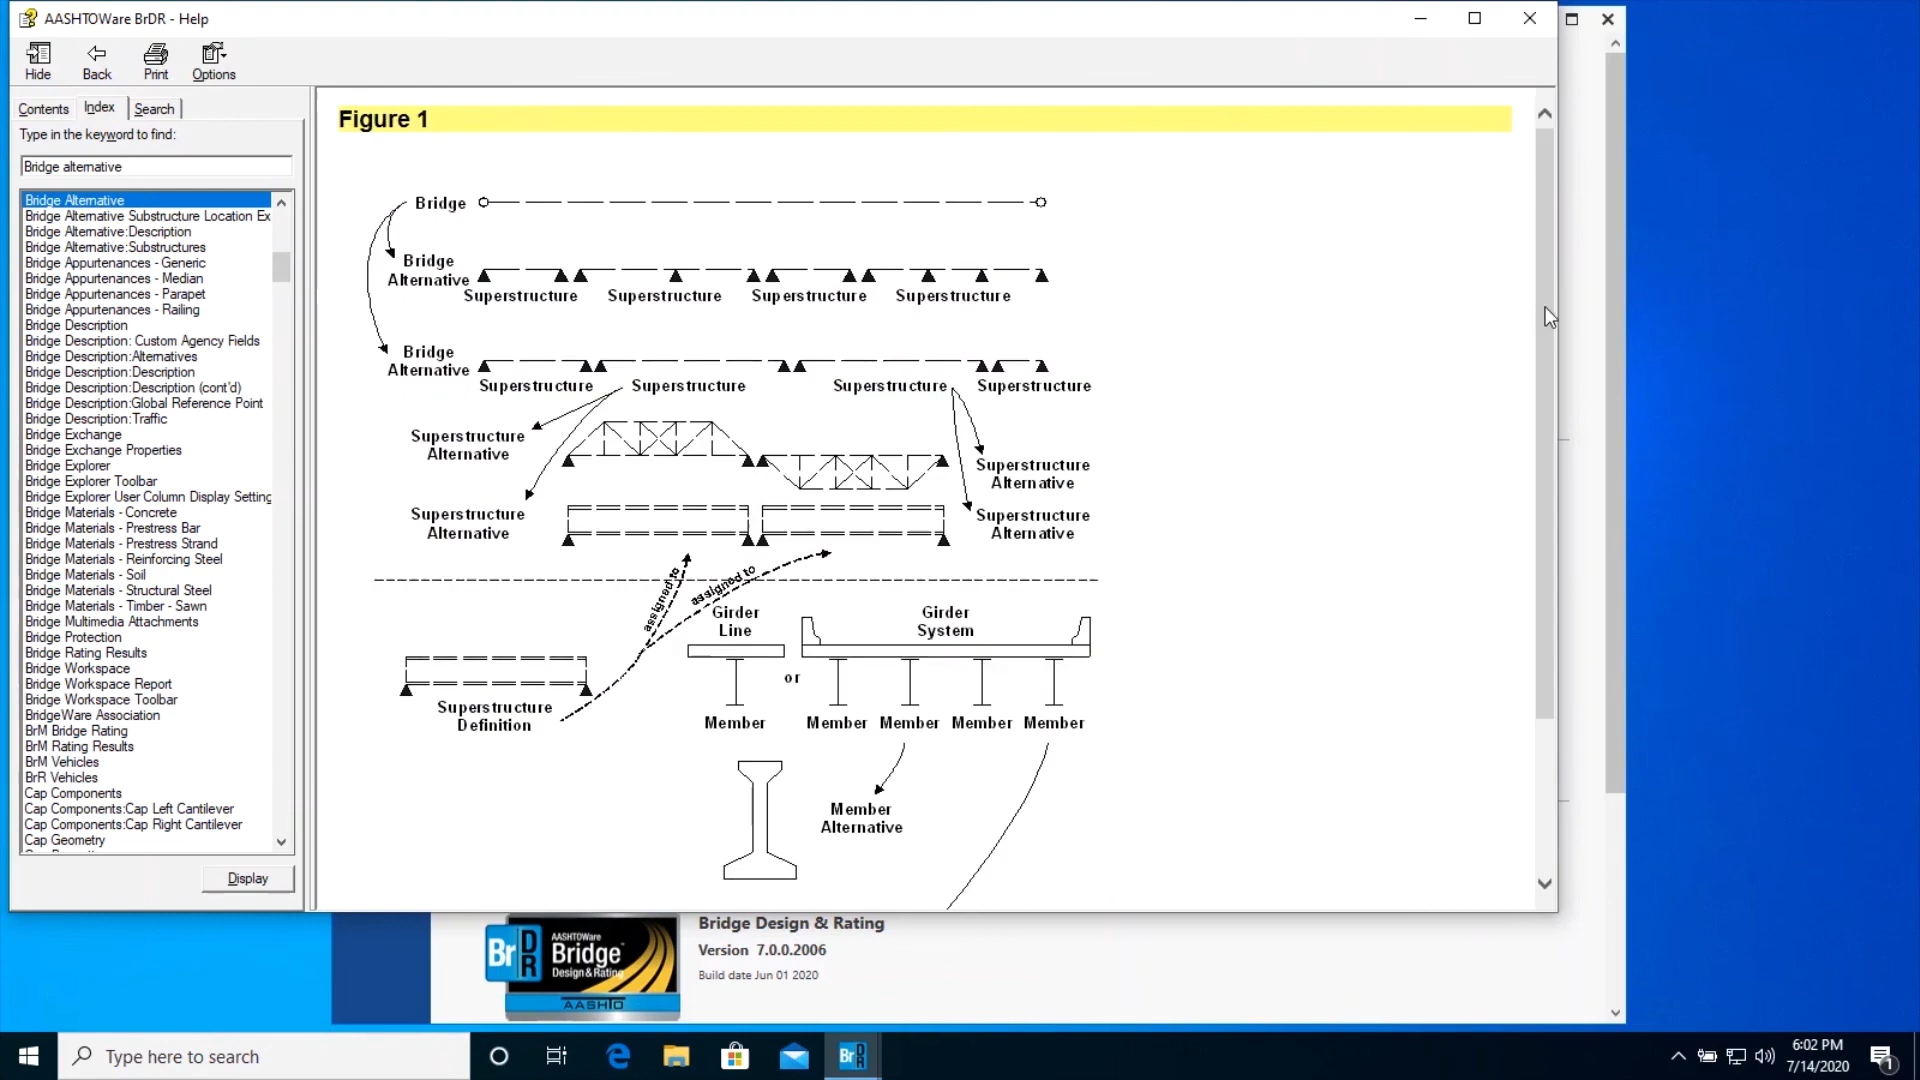 AASHTOWare BrDR - Help
Hide Back Print Options
Contents Index Search
Type in the keyword to find:
Bridge alternative
Bridge Alternative
Bridge Alternative Substructure Location Ex
Bridge Alternative:Description
Bridge Alternative:Substructures
Bridge Appurtenances - Generic
Bridge Appurtenances - Median
Bridge Appurtenances - Parapet
Bridge Appurtenances - Railing
Bridge Description
Bridge Description: Custom Agency Fields
Bridge Description:Alternatives
Bridge Description:Description
Bridge Description:Description (cont'd)
Bridge Description:Global Reference Point
Bridge Description:Traffic
Bridge Exchange
Bridge Exchange Properties
Bridge Explorer
Bridge Explorer Toolbar
Bridge Explorer User Column Display Setting
Bridge Materials - Concrete
Bridge Materials - Prestress Bar
Bridge Materials - Prestress Strand
Bridge Materials - Reinforcing Steel
Bridge Materials - Soil
Bridge Materials - Structural Steel
Bridge Materials - Timber - Sawn
Bridge Multimedia Attachments
Bridge Protection
Bridge Rating Results
Bridge Workspace
Bridge Workspace Report
Bridge Workspace Toolbar
BridgeWare Association
BrM Bridge Rating
BrM Rating Results
BrM Vehicles
BrR Vehicles
Cap Components
Cap Components:Cap Left Cantilever
Cap Components:Cap Right Cantilever
Cap Geometry
Display
Figure 1
Bridge
Bridge
Alternative
Superstructure Superstructure Superstructure Superstructure
Bridge
Alternative
Superstructure Superstructure Superstructure Superstructure
Superstructure
Alternative
Superstructure
Alternative
Superstructure
Alternative
Superstructure
Alternative
assigned to
assigned to
Girder
Line
Girder
System
or
Superstructure
Definition
Member Member Member Member Member
Member
Alternative
Br DR
AASHTOWare
Bridge™
Design&Rating
AASHTO
Bridge Design & Rating
Version 7.0.0.2006
Build date Jun 01 2020
Type here to search
Br DR
6:02 PM
7/14/2020
1